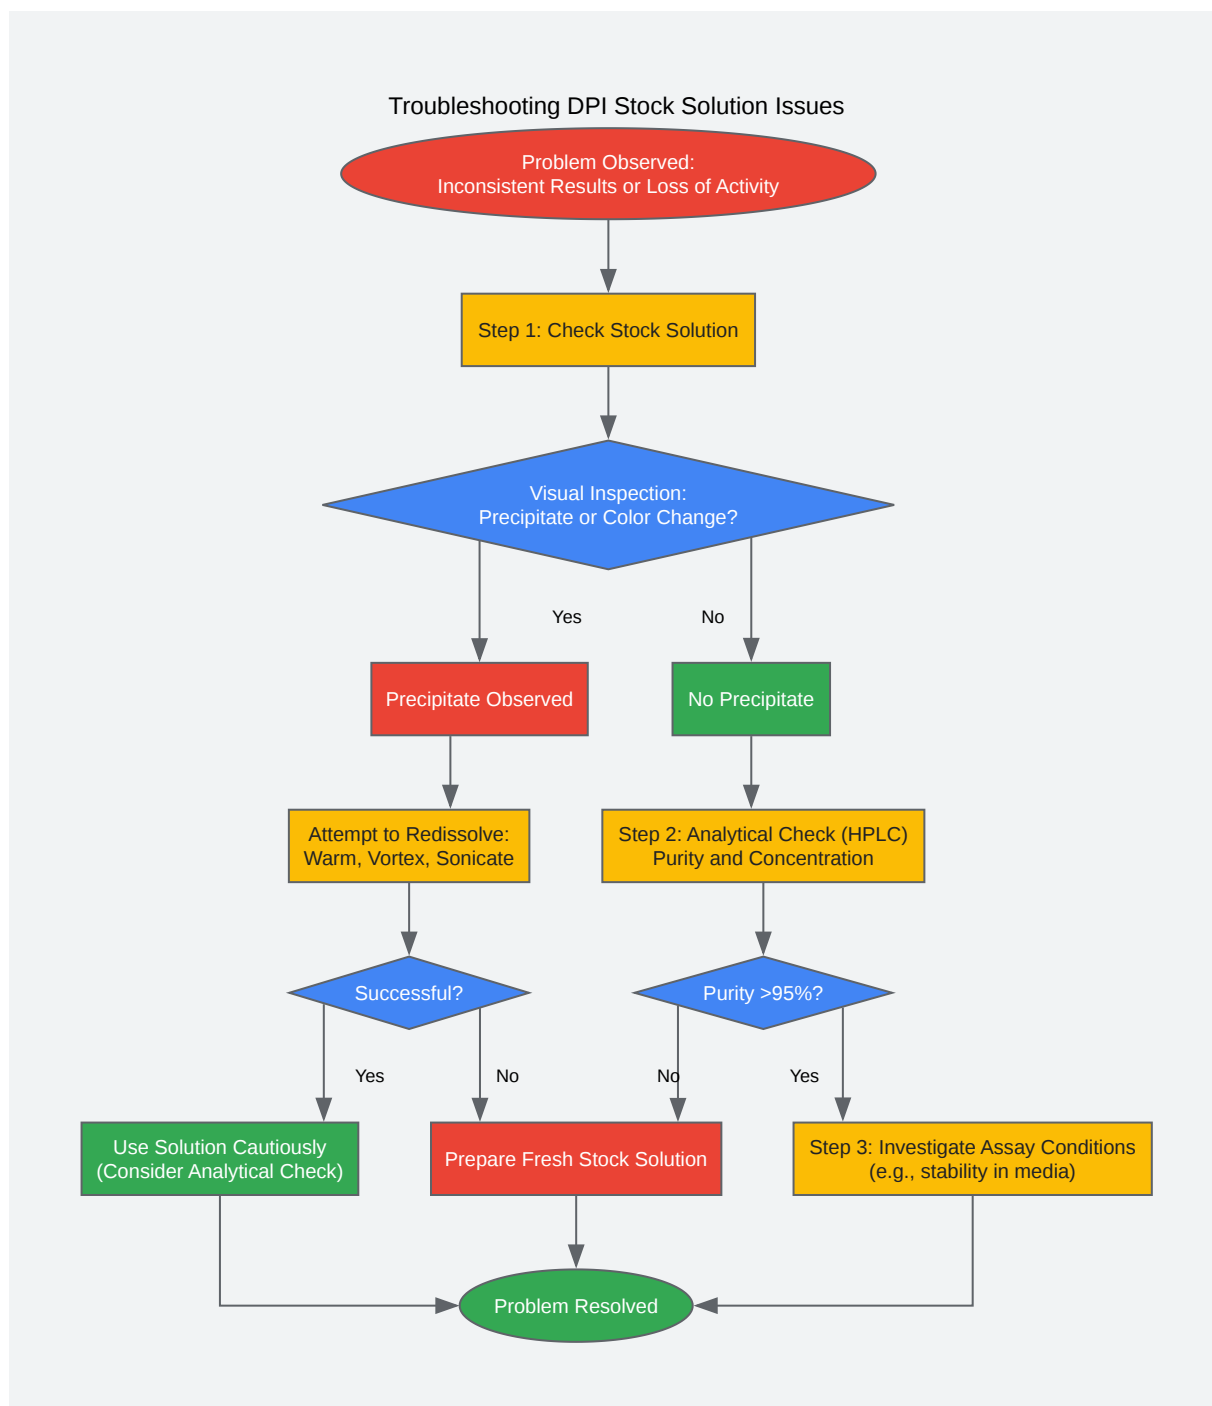 Troubleshooting DPI Stock Solution Issues
Problem Observed:
Inconsistent Results or Loss of Activity
Step 1: Check Stock Solution
Visual Inspection:
Precipitate or Color Change?
Yes
No
Precipitate Observed
No Precipitate
Attempt to Redissolve:
Warm, Vortex, Sonicate
Step 2: Analytical Check (HPLC)
Purity and Concentration
Successful?
Purity >95%?
Yes
No
No
Yes
Use Solution Cautiously
(Consider Analytical Check)
Prepare Fresh Stock Solution
Step 3: Investigate Assay Conditions
(e.g., stability in media)
Problem Resolved